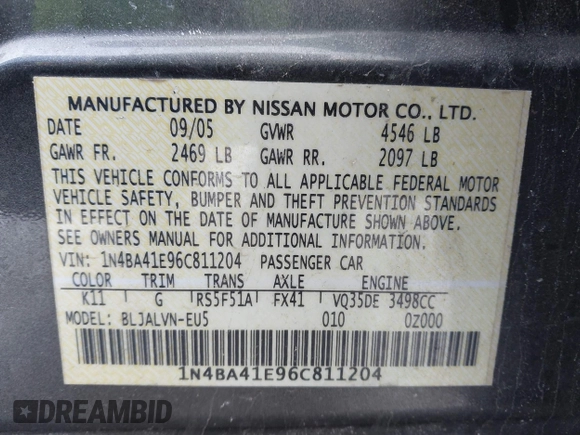 MANUFACTURED BY NISSAN MOTOR CO., LTD.
DATE 09/05 GVWR 4546 LB
GAWR FR. 2469 LB GAWR RR. 2097 LB
THIS VEHICLE CONFORMS TO ALL APPLICABLE FEDERAL MOTOR
VEHICLE SAFETY, BUMPER AND THEFT PREVENTION STANDARDS
IN EFFECT ON THE DATE OF MANUFACTURE SHOWN ABOVE.
SEE OWNERS MANUAL FOR ADDITIONAL INFORMATION.
VIN: 1N4BA41E96C811204 PASSENGER CAR
COLOR TRIM TRANS AXLE ENGINE
K11 G RS5F51A FX41 VQ35DE 3498CC
MODEL: BLJALVN-EU5 010 0Z000
1N4BA41E96C811204
DREAMBID